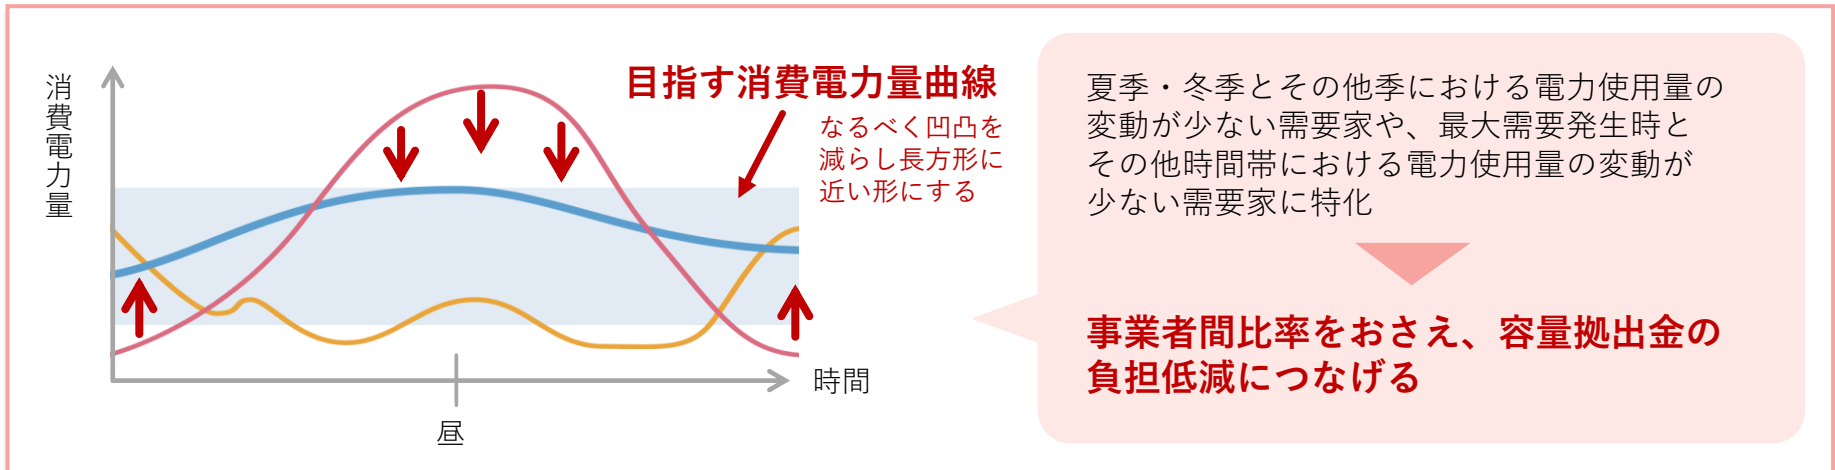 消費電力量
目指す消費電力量曲線
なるべく凹凸を
減らし長方形に
近い形にする
時間
昼
夏季・冬季とその他季における電力使用量の
変動が少ない需要家や、最大需要発生時と
その他時間帯における電力使用量の変動が
少ない需要家に特化
事業者間比率をおさえ、容量拠出金の
負担低減につなげる